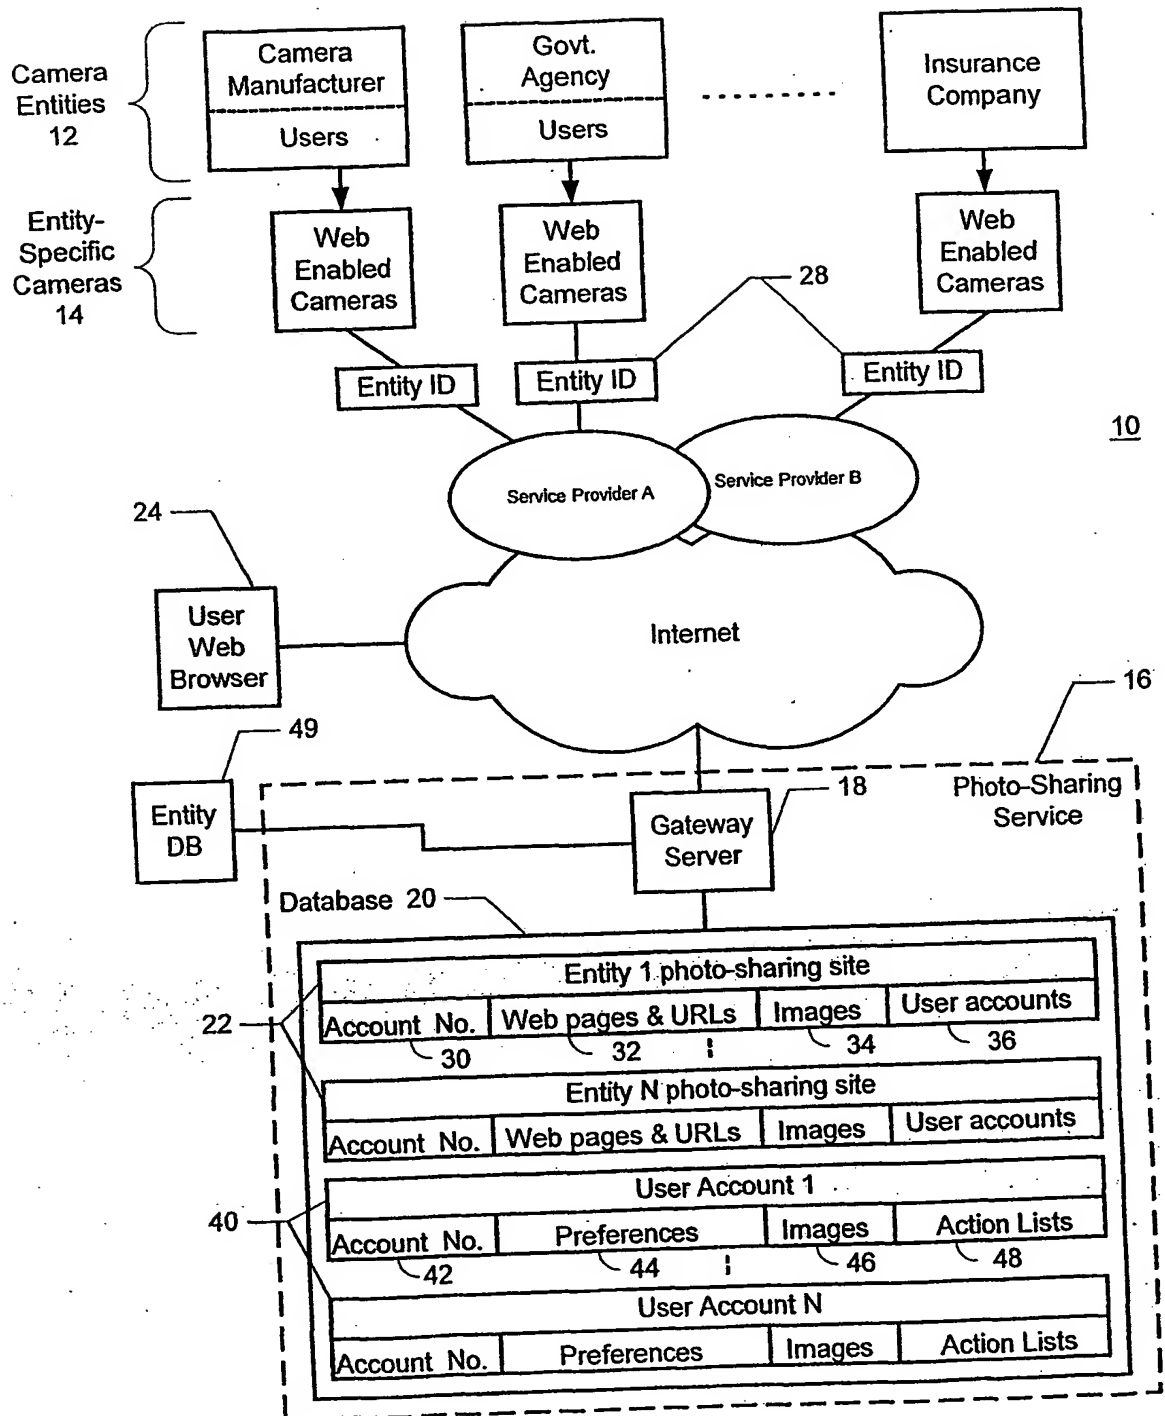 Camera
Entities
12
Camera
Manufacturer
Users
Govt.
Agency
Users
Insurance
Company
Entity-
Specific
Cameras
14
Web
Enabled
Cameras
Web
Enabled
Cameras
Web
Enabled
Cameras
28
Entity ID
Entity ID
Entity ID
10
Service Provider A
Service Provider B
24
User
Web
Browser
Internet
16
49
Entity
DB
18
Gateway
Server
Photo-Sharing
Service
Database 20
22
Entity 1 photo-sharing site
Account No. Web pages & URLs Images User accounts
30 32 34 36
Entity N photo-sharing site
Account No. Web pages & URLs Images User accounts
40
User Account 1
Account No. Preferences Images Action Lists
42 44 46 48
User Account N
Account No. Preferences Images Action Lists